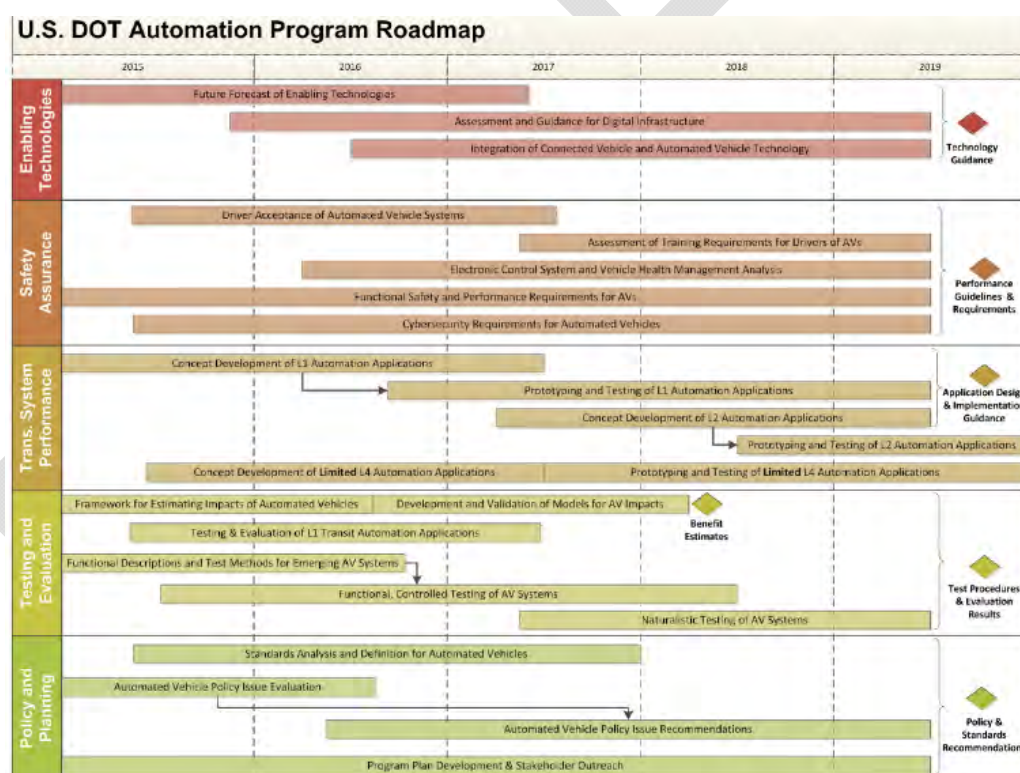 U.S. DOT Automation Program Roadmap
2015 2016 2017 2018 2019
Enabling
Technologies
Future Forecast of Enabling Technologies
Assessment and Guidance for Digital Infrastructure
Integration of Connected Vehicle and Automated Vehicle Technology
Technology
Guidance
Safety
Assurance
Driver Acceptance of Automated Vehicle Systems
Assessment of Training Requirements for Drivers of AVs
Electronic Control System and Vehicle Health Management Analysis
Functional Safety and Performance Requirements for AVs
Cybersecurity Requirements for Automated Vehicles
Performance
Guidelines &
Requirements
Trans. System
Performance
Concept Development of L1 Automation Applications
Prototyping and Testing of L1 Automation Applications
Concept Development of L2 Automation Applications
Prototyping and Testing of L2 Automation Applications
Concept Development of Limited L4 Automation Applications
Prototyping and Testing of Limited L4 Automation Applications
Application Desig
& Implementatio
Guidance
Testing and
Evaluation
Framework for Estimating Impacts of Automated Vehicles
Development and Validation of Models for AV Impacts
Benefit
Estimates
Testing & Evaluation of L1 Transit Automation Applications
Functional Descriptions and Test Methods for Emerging AV Systems
Functional, Controlled Testing of AV Systems
Naturalistic Testing of AV Systems
Test Procedures
& Evaluation
Results
Policy and
Planning
Standards Analysis and Definition for Automated Vehicles
Automated Vehicle Policy Issue Evaluation
Automated Vehicle Policy Issue Recommendations
Program Plan Development & Stakeholder Outreach
Policy &
Standards
Recommendation